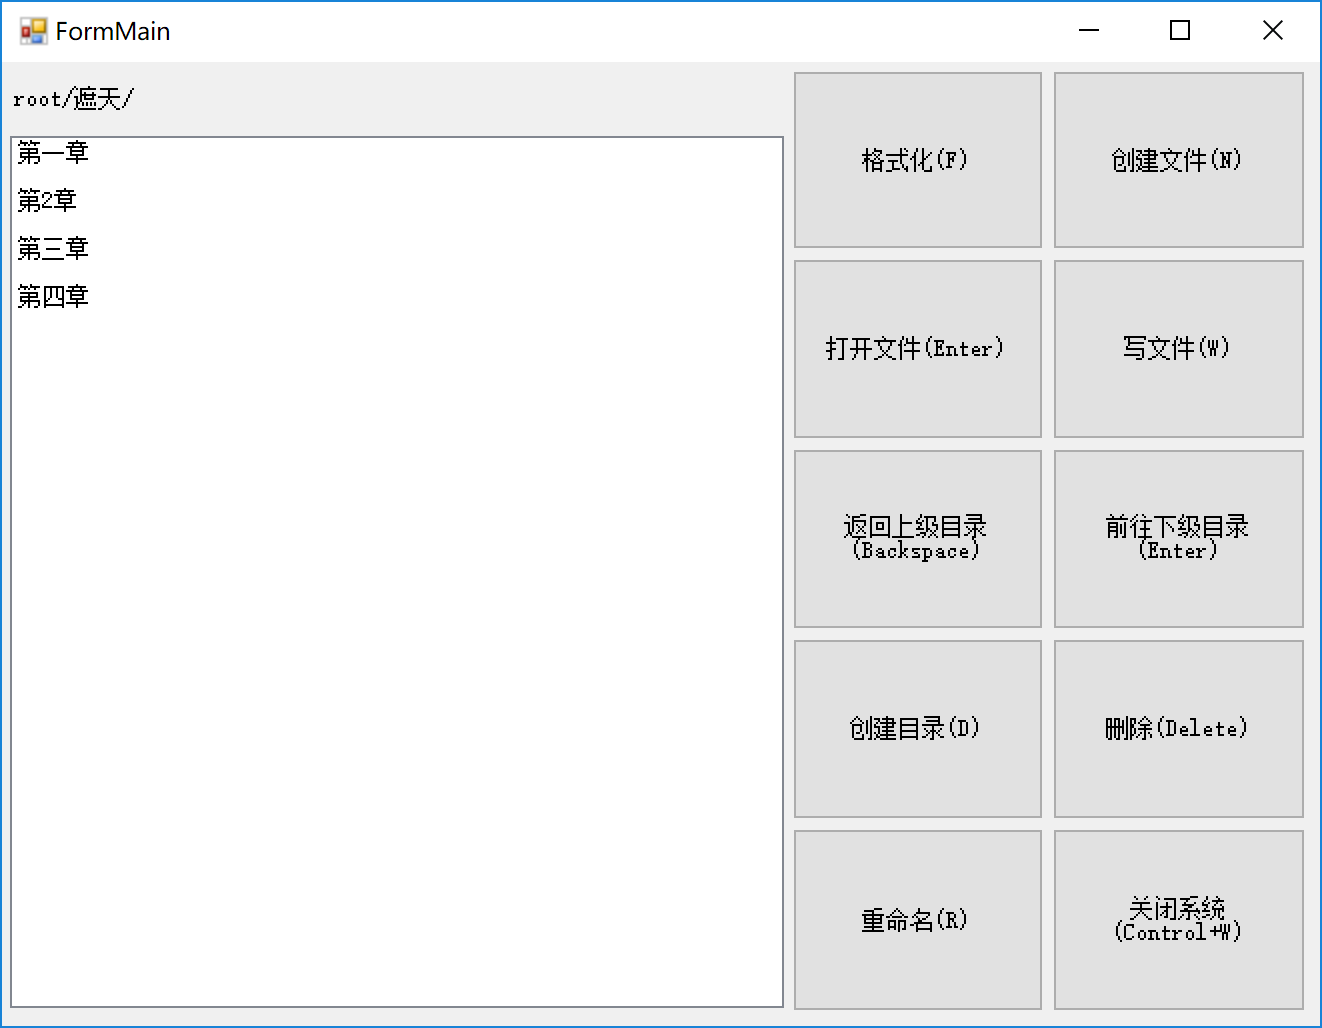 FormMain
root/遮天/
第一章
第2章
第三章
第四章
格式化(F)
创建文件(N)
打开文件(Enter)
写文件(W)
返回上级目录
(Backspace)
前往下级目录
(Enter)
创建目录(D)
删除(Delete)
重命名(R)
关闭系统
(Control+W)